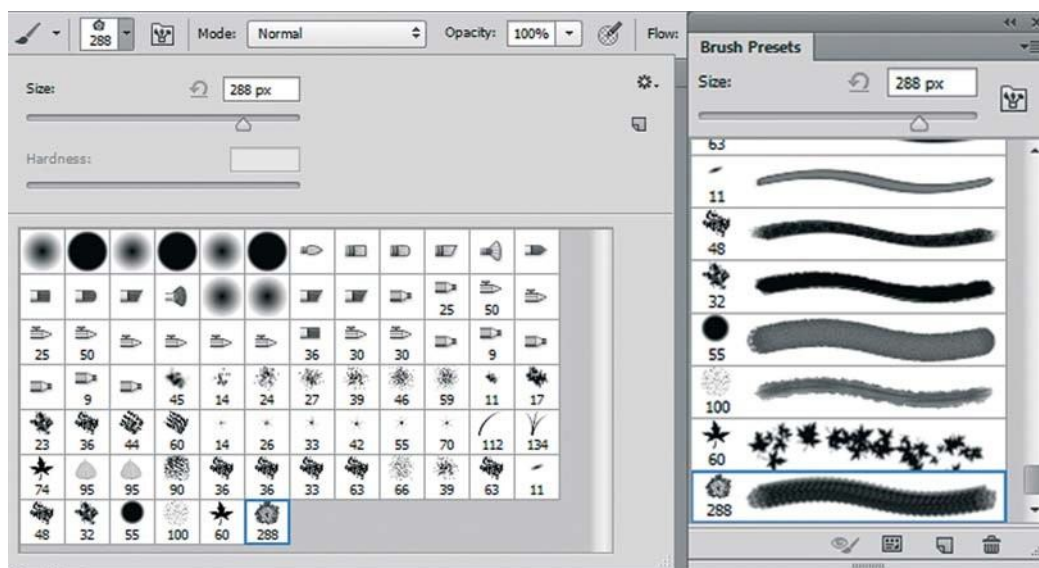 288 Mode: Normal Opacity: 100% Flow:
Size: 288 px
Hardness:
25 50
25 50 36 30 30 9
9 45 14 24 27 39 46 59 11 17
23 36 44 60 14 26 33 42 55 70 112 134
74 95 95 90 36 36 33 63 66 39 63 11
48 32 55 100 60 288
Brush Presets
Size: 288 px
63
11
48
32
55
100
60
288